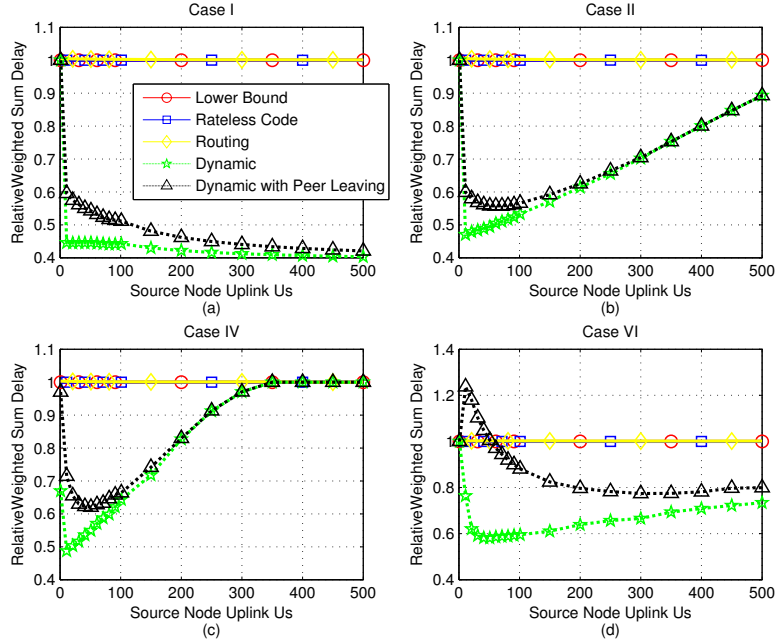 Case I
RelativeWeighted Sum Delay
1.1
1
0.9
0.8
0.7
0.6
0.5
0.4
Lower Bound
Rateless Code
Routing
Dynamic
Dynamic with Peer Leaving
0 100 200 300 400 500
Source Node Uplink Us
(a)
Case II
RelativeWeighted Sum Delay
1.1
1
0.9
0.8
0.7
0.6
0.5
0.4
0 100 200 300 400 500
Source Node Uplink Us
(b)
Case IV
RelativeWeighted Sum Delay
1.1
1
0.9
0.8
0.7
0.6
0.5
0.4
0 100 200 300 400 500
Source Node Uplink Us
(c)
Case VI
RelativeWeighted Sum Delay
1.4
1.2
1
0.8
0.6
0.4
0 100 200 300 400 500
Source Node Uplink Us
(d)